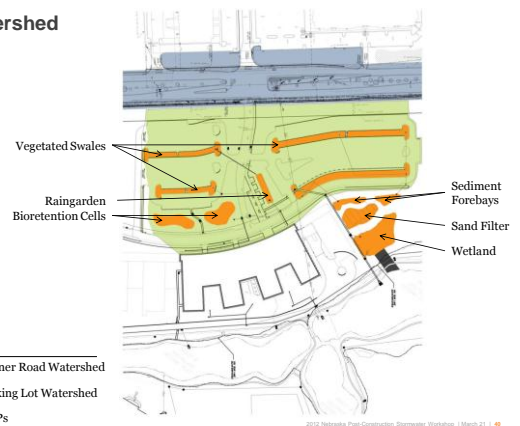 ershed
Vegetated Swales
Raingarden
Bioretention Cells
Sediment
Forebays
Sand Filter
Wetland
ner Road Watershed
king Lot Watershed
Ps
2012 Nebraska Post-Construction Stormwater Workshop | March 21 | 40